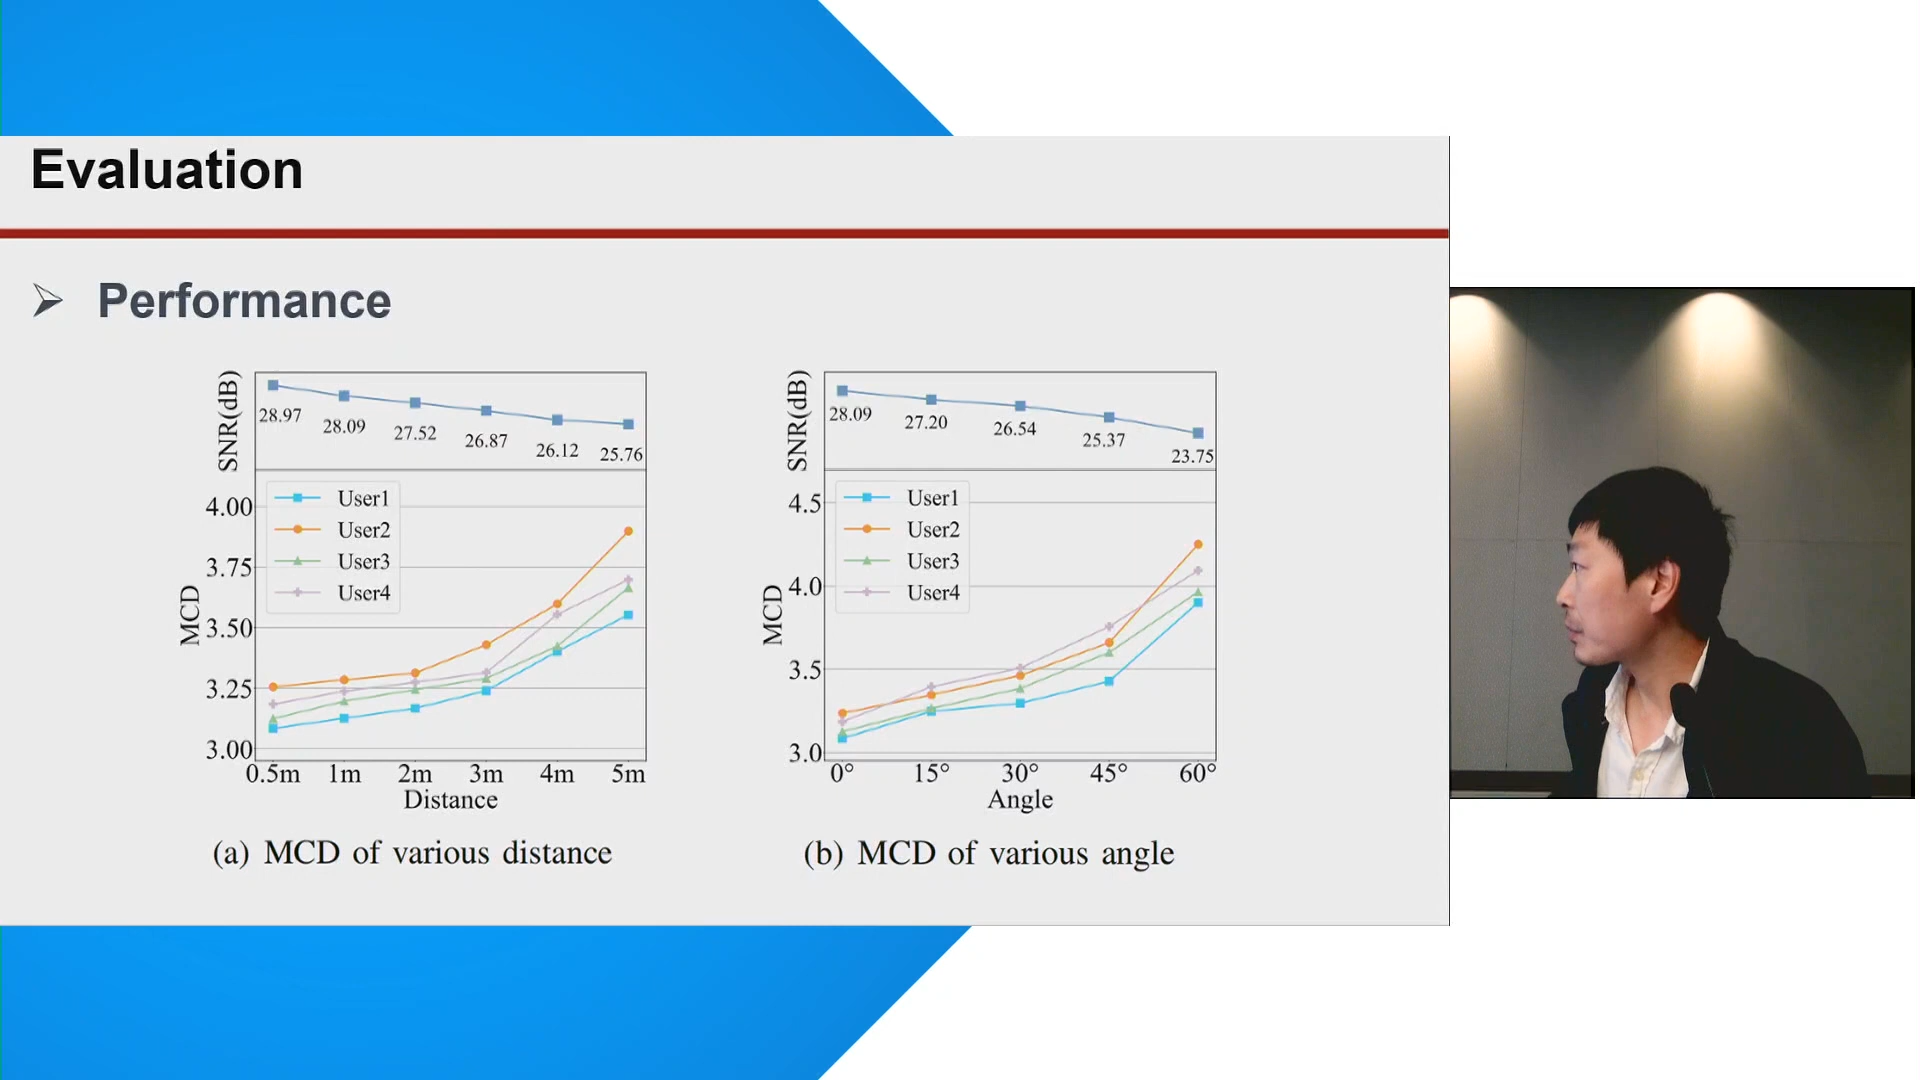 Evaluation
Performance
SNR(dB)
28.97
28.09
27.52
26.87
26.12
25.76
User1
User2
User3
User4
MCD
4.00
3.75
3.50
3.25
3.00
0.5m 1m 2m 3m 4m 5m
Distance
(a) MCD of various distance
SNR(dB)
28.09
27.20
26.54
25.37
23.75
User1
User2
User3
User4
MCD
4.5
4.0
3.5
3.0
0° 15° 30° 45° 60°
Angle
(b) MCD of various angle